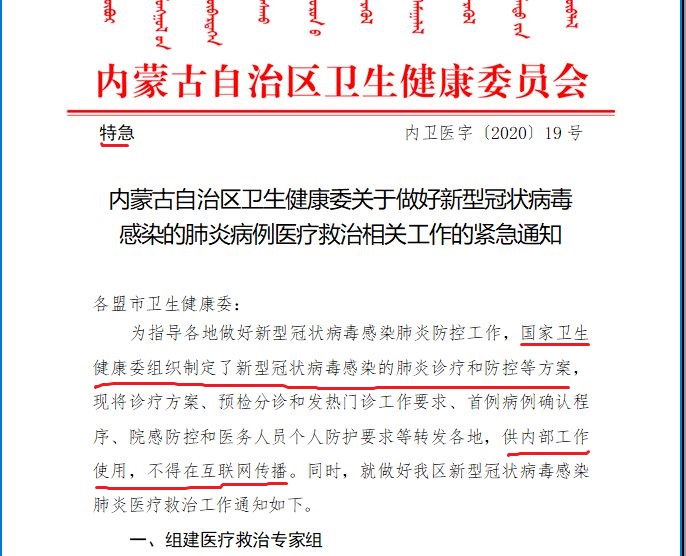 内蒙古自治区卫生健康委员会
特急
内卫医字〔2020〕19号
内蒙古自治区卫生健康委关于做好新型冠状病毒
感染的肺炎病例医疗救治相关工作的紧急通知
各盟市卫生健康委：
为指导各地做好新型冠状病毒感染肺炎防控工作，国家卫生
健康委组织制定了新型冠状病毒感染的肺炎诊疗和防控等方案，
现将诊疗方案、预检分诊和发热门诊工作要求、首例病例确认程
序、院感防控和医务人员个人防护要求等转发各地，供内部工作
使用，不得在互联网传播。同时，就做好我区新型冠状病毒感染
肺炎医疗救治工作通知如下。
一、组建医疗救治专家组